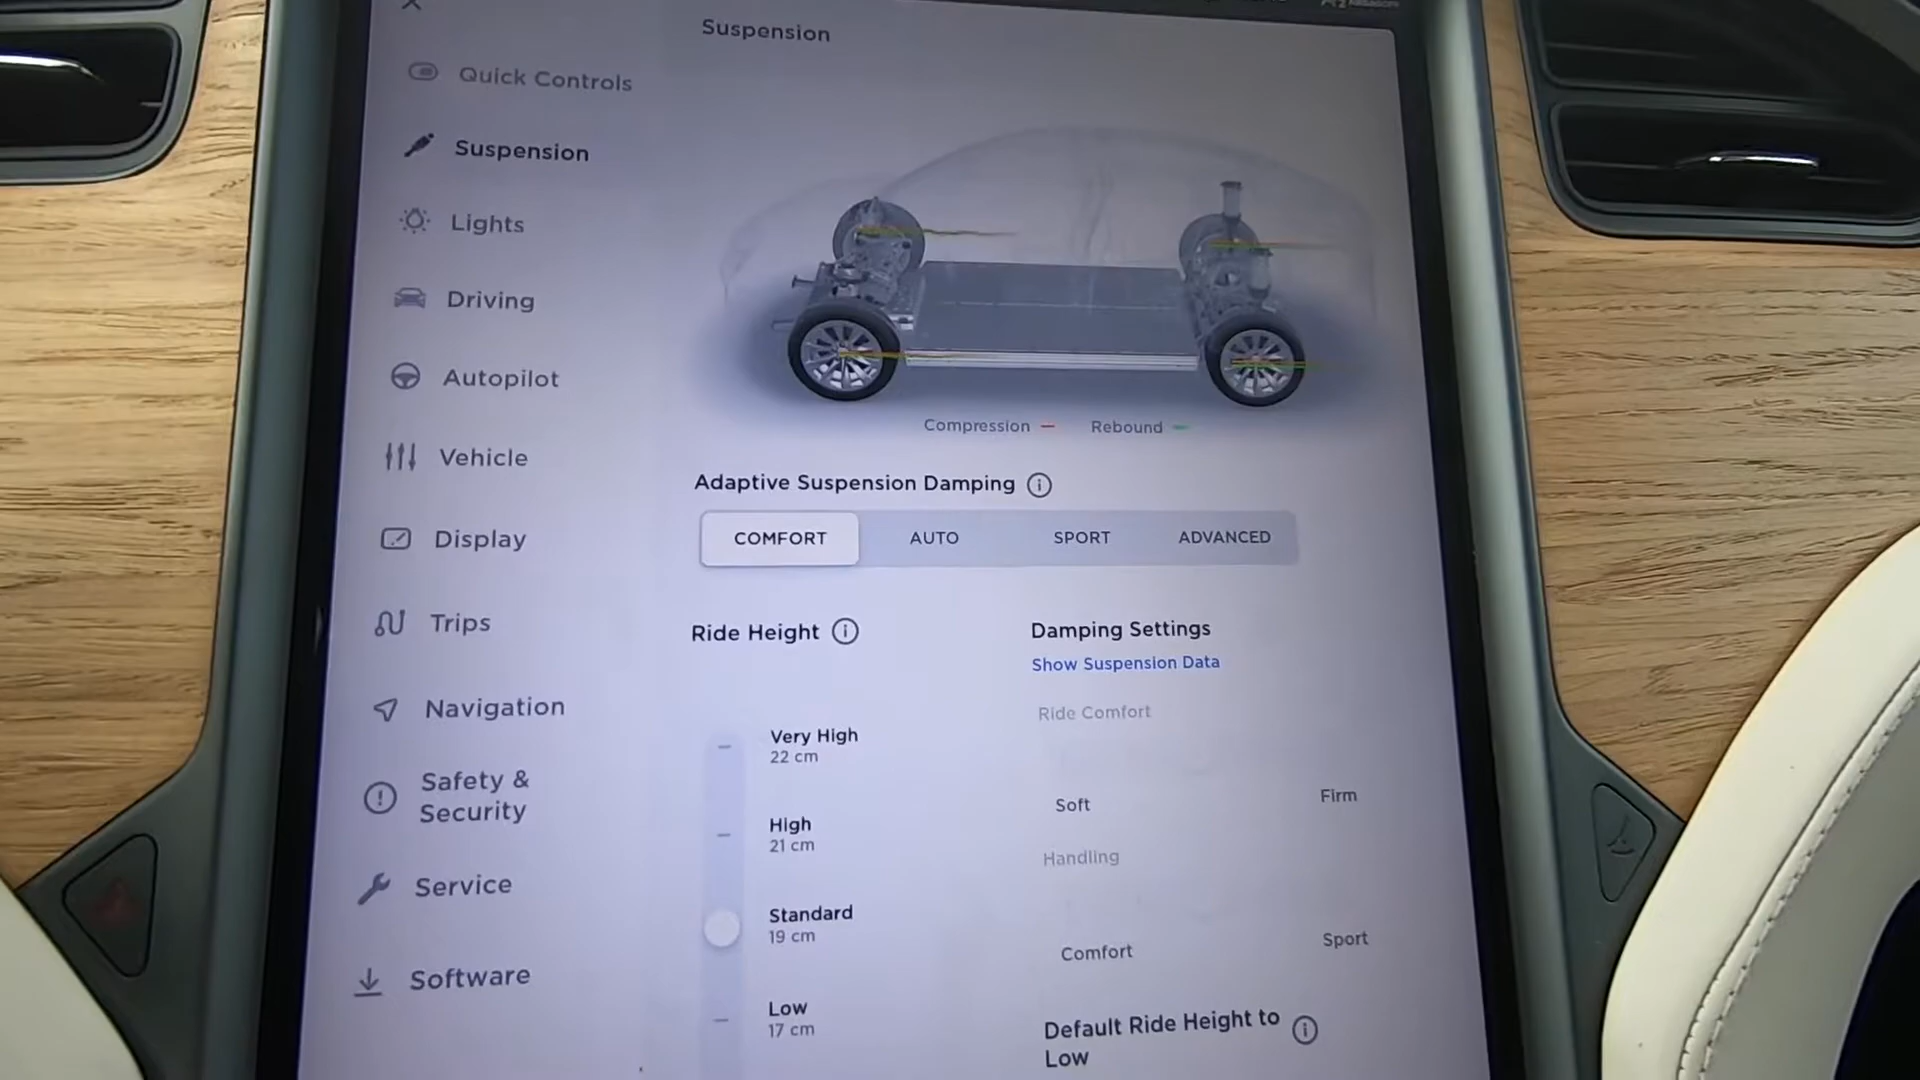 Suspension
Quick Controls
Suspension
Lights
Driving
Autopilot
Vehicle
Display
Trips
Navigation
Safety &
Security
Service
Software
Compression
Rebound
Adaptive Suspension Damping
COMFORT
AUTO
SPORT
ADVANCED
Ride Height
Very High
22 cm
High
21 cm
Standard
19 cm
Low
17 cm
Damping Settings
Show Suspension Data
Ride Comfort
Soft
Firm
Handling
Comfort
Sport
Default Ride Height to
Low